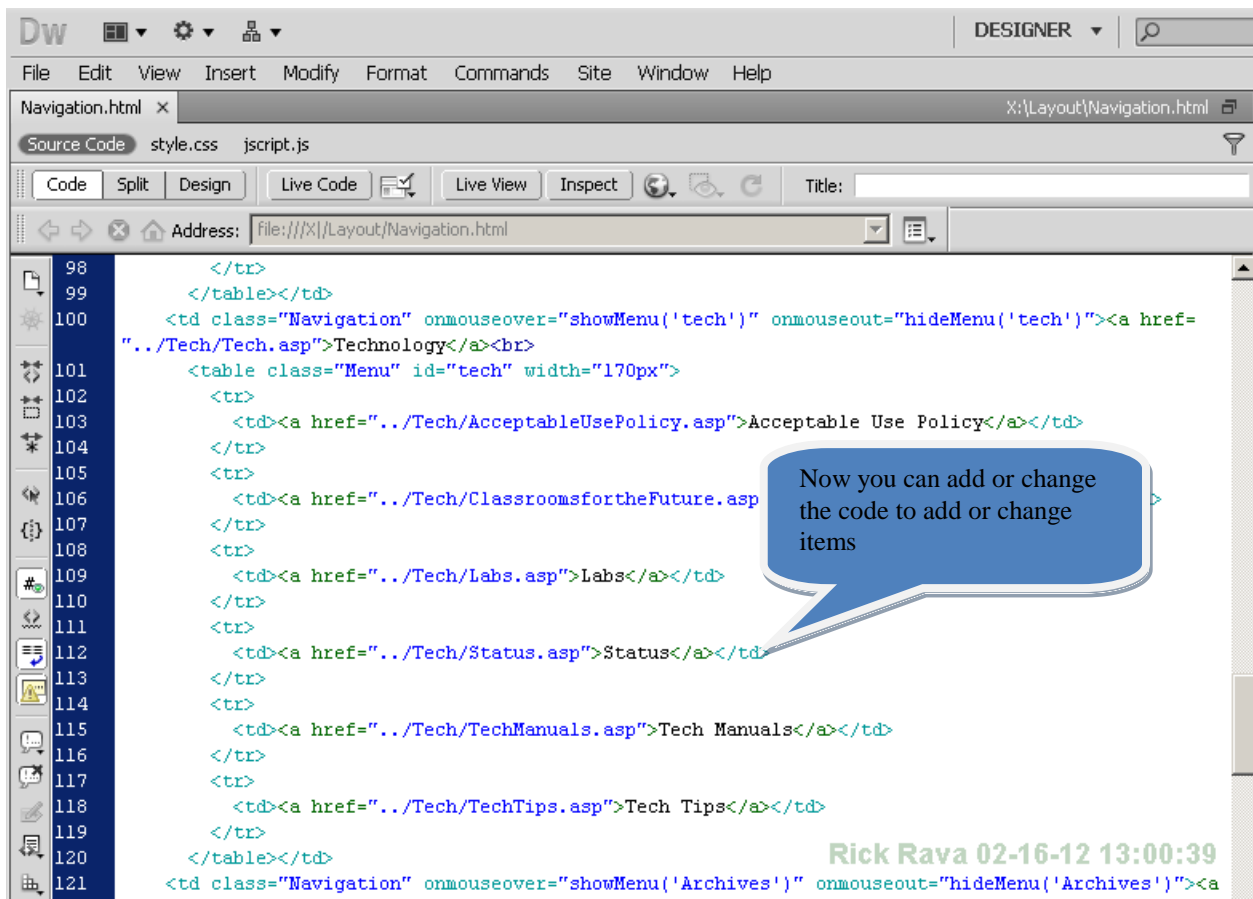 Dw DESIGNER
File Edit View Insert Modify Format Commands Site Window Help
Navigation.html × X:\Layout\Navigation.html
Source Code style.css jscript.js
Code Split Design Live Code Live View Inspect Title:
Address: file:///X|/Layout/Navigation.html
98 </tr>
99 </table></td>
100 <td class="Navigation" onmouseover="showMenu('tech')" onmouseout="hideMenu('tech')"><a href=
"../Tech/Tech.asp">Technology</a><br>
101 <table class="Menu" id="tech" width="170px">
102 <tr>
103 <td><a href="../Tech/AcceptableUsePolicy.asp">Acceptable Use Policy</a></td>
104 </tr>
105 <tr>
106 <td><a href="../Tech/ClassroomsfortheFuture.asp >
107 </tr>
108 <tr>
109 <td><a href="../Tech/Labs.asp">Labs</a></td>
110 </tr>
111 <tr>
112 <td><a href="../Tech/Status.asp">Status</a></td>
113 </tr>
114 <tr>
115 <td><a href="../Tech/TechManuals.asp">Tech Manuals</a></td>
116 </tr>
117 <tr>
118 <td><a href="../Tech/TechTips.asp">Tech Tips</a></td>
119 </tr>
120 </table></td>
121 <td class="Navigation" onmouseover="showMenu('Archives')" onmouseout="hideMenu('Archives')"><a
Now you can add or change
the code to add or change
items
Rick Rava 02-16-12 13:00:39